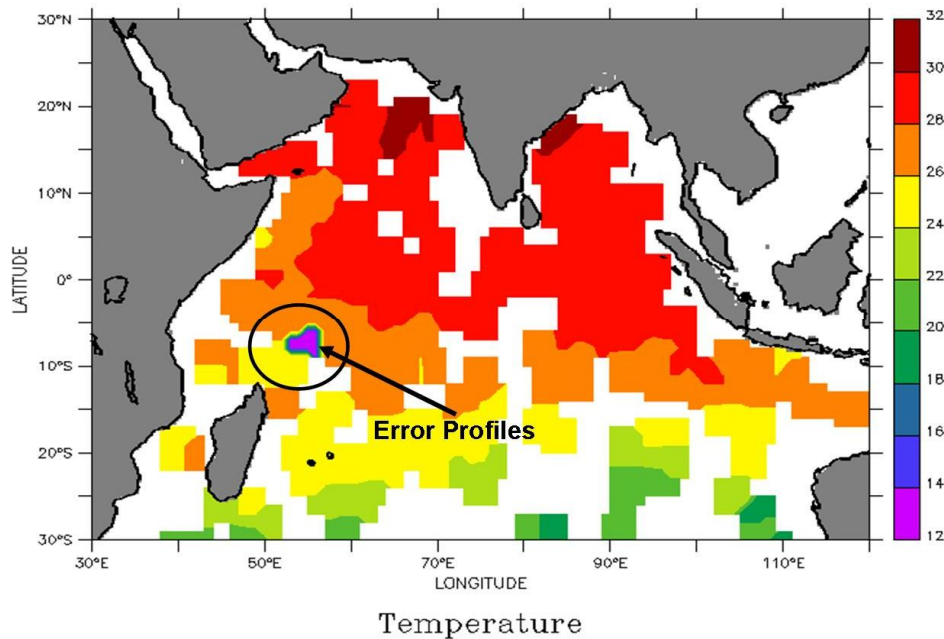 30°N
20°N
10°N
0°
10°S
20°S
30°S
LATITUDE
30°E
50°E
70°E
90°E
110°E
LONGITUDE
Error Profiles
32
30
28
26
24
22
20
18
16
14
12
Temperature